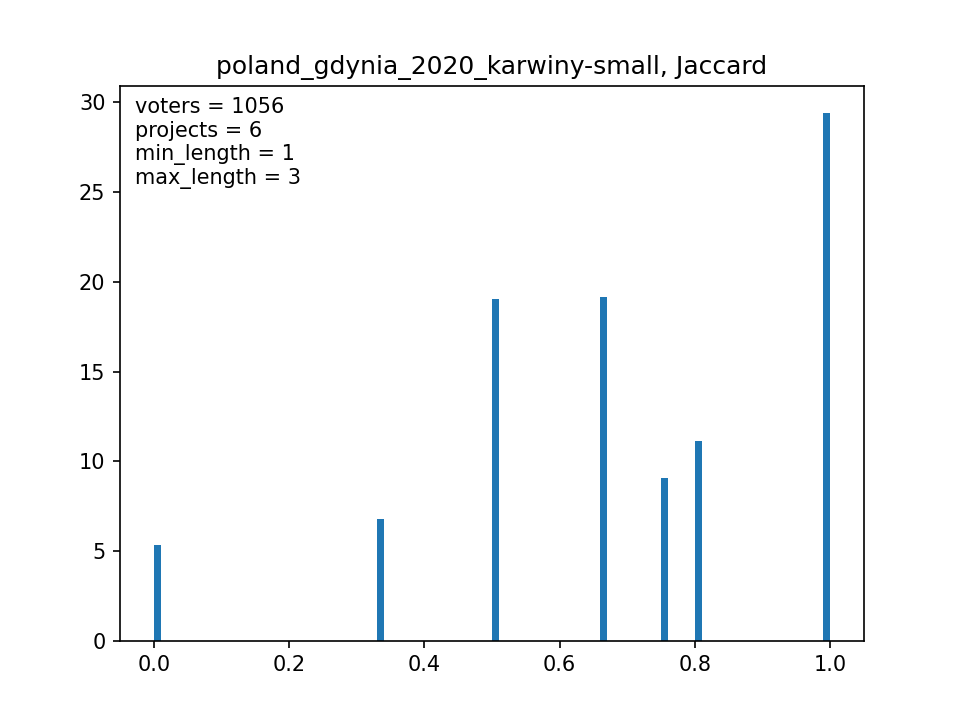 poland_gdynia_2020_karwiny-small, Jaccard
voters = 1056
projects = 6
min_length = 1
max_length = 3
30
25
20
15
10
5
0
0.0 0.2 0.4 0.6 0.8 1.0